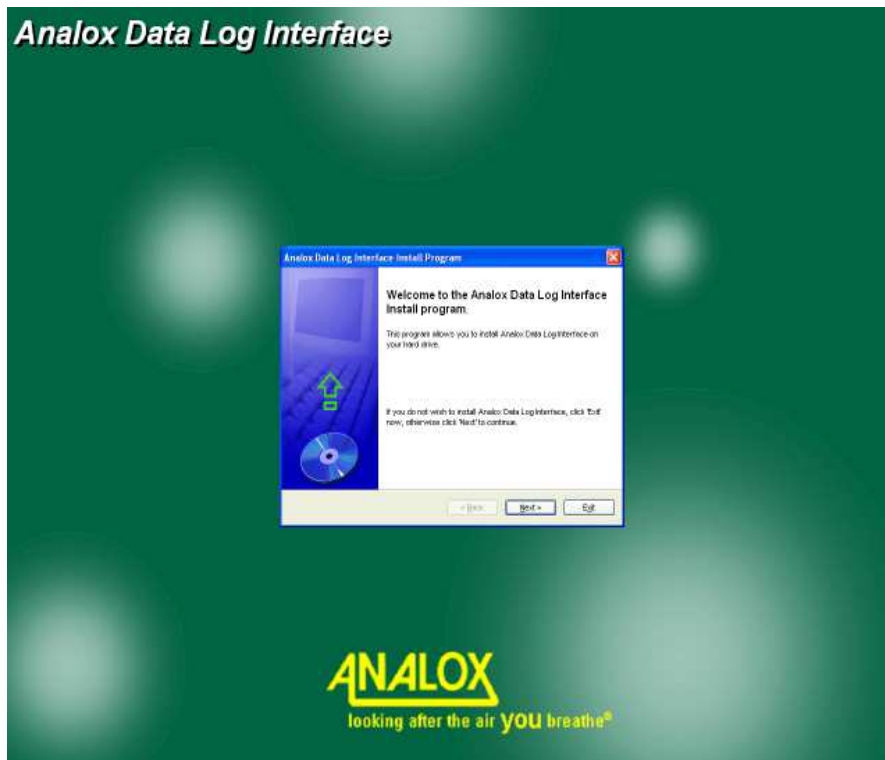 Analox Data Log Interface
Analox Data Log Interface Install Program
Welcome to the Analox Data Log Interface
Install program.
This program allows you to install Analox Data Log Interface on
your hard drive.
If you do not wish to install Analox Data Log Interface, click 'Exit'
now, otherwise click 'Next' to continue.
< Back Next > Exit
ANALOX
looking after the air you breathe®